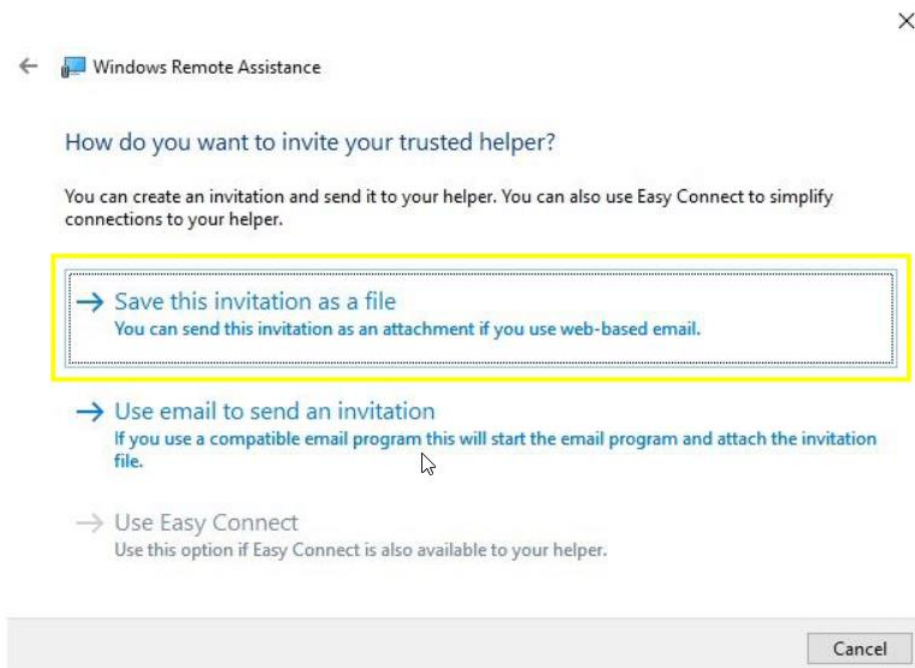 Windows Remote Assistance
How do you want to invite your trusted helper?
You can create an invitation and send it to your helper. You can also use Easy Connect to simplify
connections to your helper.
Save this invitation as a file
You can send this invitation as an attachment if you use web-based email.
Use email to send an invitation
If you use a compatible email program this will start the email program and attach the invitation
file.
Use Easy Connect
Use this option if Easy Connect is also available to your helper.
Cancel